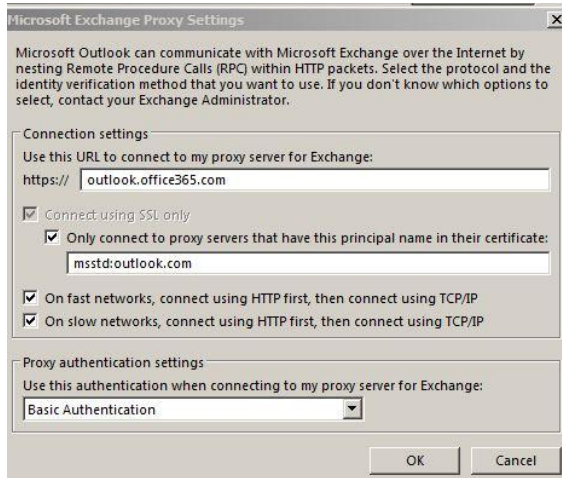 Microsoft Exchange Proxy Settings
Microsoft Outlook can communicate with Microsoft Exchange over the Internet by
nesting Remote Procedure Calls (RPC) within HTTP packets. Select the protocol and the
identity verification method that you want to use. If you don't know which options to
select, contact your Exchange Administrator.
Connection settings
Use this URL to connect to my proxy server for Exchange:
https:// outlook.office365.com
Connect using SSL only
Only connect to proxy servers that have this principal name in their certificate:
msstd:outlook.com
On fast networks, connect using HTTP first, then connect using TCP/IP
On slow networks, connect using HTTP first, then connect using TCP/IP
Proxy authentication settings
Use this authentication when connecting to my proxy server for Exchange:
Basic Authentication
OK Cancel